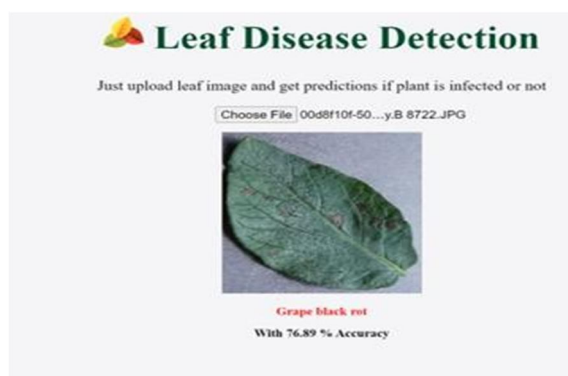 Leaf Disease Detection
Just upload leaf image and get predictions if plant is infected or not
Choose File 00d8f10f-50...y.B 8722.JPG
Grape black rot
With 76.89 % Accuracy